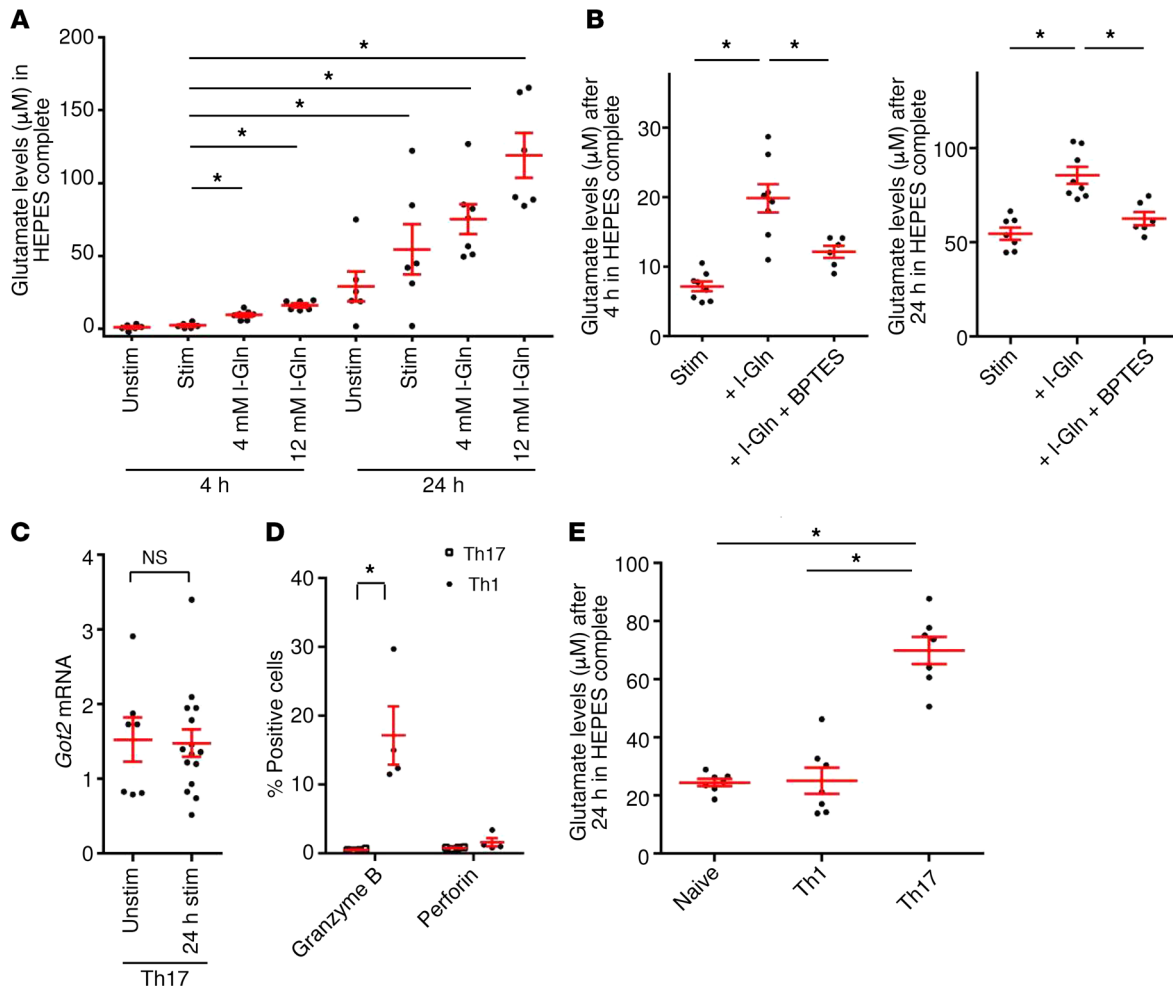 A
Glutamate levels (µM) in
HEPES complete
200
150
100
50
0
*
*
*
*
*
Unstim
Stim
4 mM l-Gln
12 mM l-Gln
Unstim
Stim
4 mM l-Gln
12 mM l-Gln
4 h
24 h
B
Glutamate levels (µM) after
4 h in HEPES complete
30
20
10
0
*
*
Stim
+ l-Gln
+ l-Gln + BPTES
Glutamate levels (µM) after
24 h in HEPES complete
100
50
0
*
*
Stim
+ l-Gln
+ l-Gln + BPTES
C
Got2 mRNA
4
3
2
1
0
NS
Unstim
24 h stim
Th17
D
Th17
Th1
% Positive cells
40
30
20
10
0
*
Granzyme B
Perforin
E
Glutamate levels (µM) after
24 h in HEPES complete
100
80
60
40
20
0
*
*
Naive
Th1
Th17